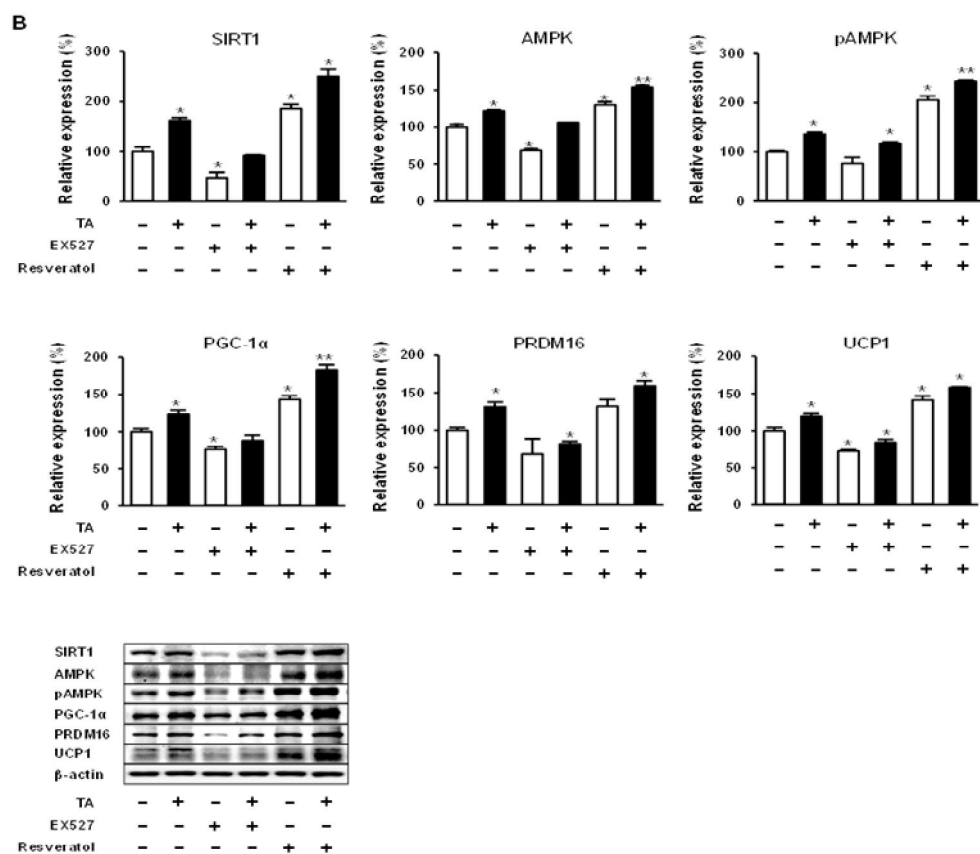 B
SIRT1
Relative expression (%)
300
200
100
0
TA − + − + − +
EX527 − − + + − −
Resveratol − − − − + +
* * * *
AMPK
Relative expression (%)
200
150
100
50
0
− + − + − +
− − + + − −
− − − − + +
* * * **
pAMPK
Relative expression (%)
300
200
100
0
− + − + − +
− − + + − −
− − − − + +
* * * **
PGC-1α
Relative expression (%)
200
150
100
50
0
TA − + − + − +
EX527 − − + + − −
Resveratol − − − − + +
* * * **
PRDM16
Relative expression (%)
200
150
100
50
0
− + − + − +
− − + + − −
− − − − + +
* * *
UCP1
Relative expression (%)
200
150
100
50
0
− + − + − +
− − + + − −
− − − − + +
* * * * *
SIRT1
AMPK
pAMPK
PGC-1α
PRDM16
UCP1
β-actin
TA − + − + − +
EX527 − − + + − −
Resveratol − − − − + +